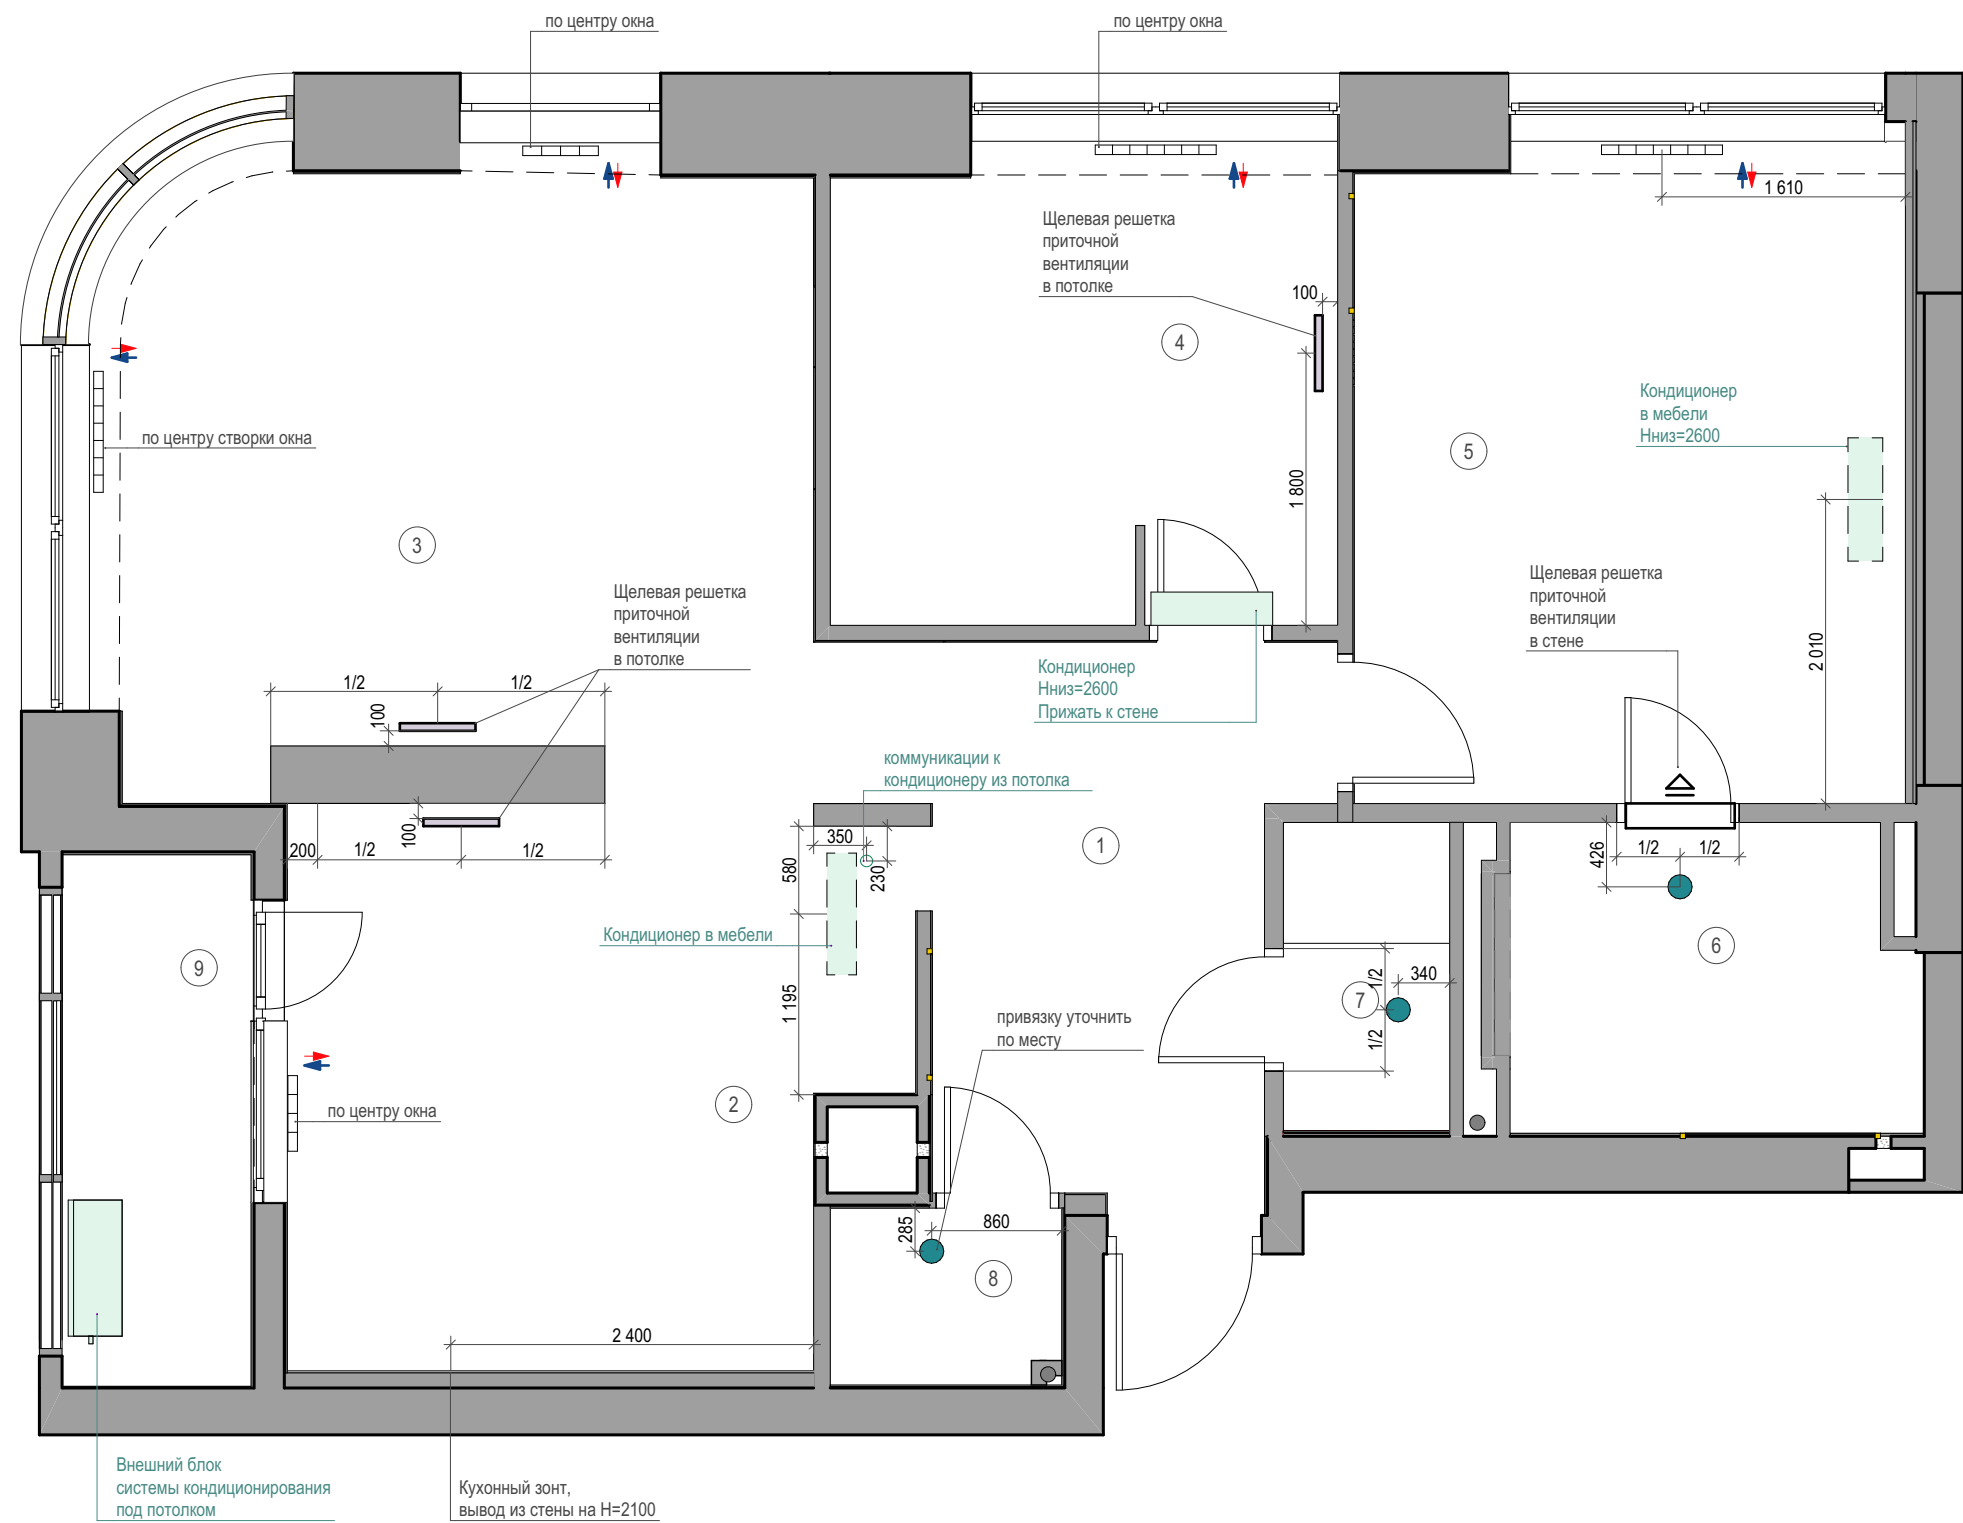 по центру окна
по центру окна
1 610
Щелевая решетка
приточной
вентиляции
в потолке
100
4
Кондиционер
в мебели
Нниз=2600
по центру створки окна
5
1 800
3
Щелевая решетка
приточной
вентиляции
в стене
Щелевая решетка
приточной
вентиляции
в потолке
2 010
Кондиционер
Нниз=2600
Прижать к стене
1/2
1/2
100
коммуникации к
кондиционеру из потолка
100
200
1/2
1/2
350
580
230
1
426
1/2
1/2
Кондиционер в мебели
6
9
1/2
340
7
1/2
1 195
привязку уточнить
по месту
2
по центру окна
285
860
8
2 400
Внешний блок
системы кондиционирования
под потолком
Кухонный зонт,
вывод из стены на Н=2100